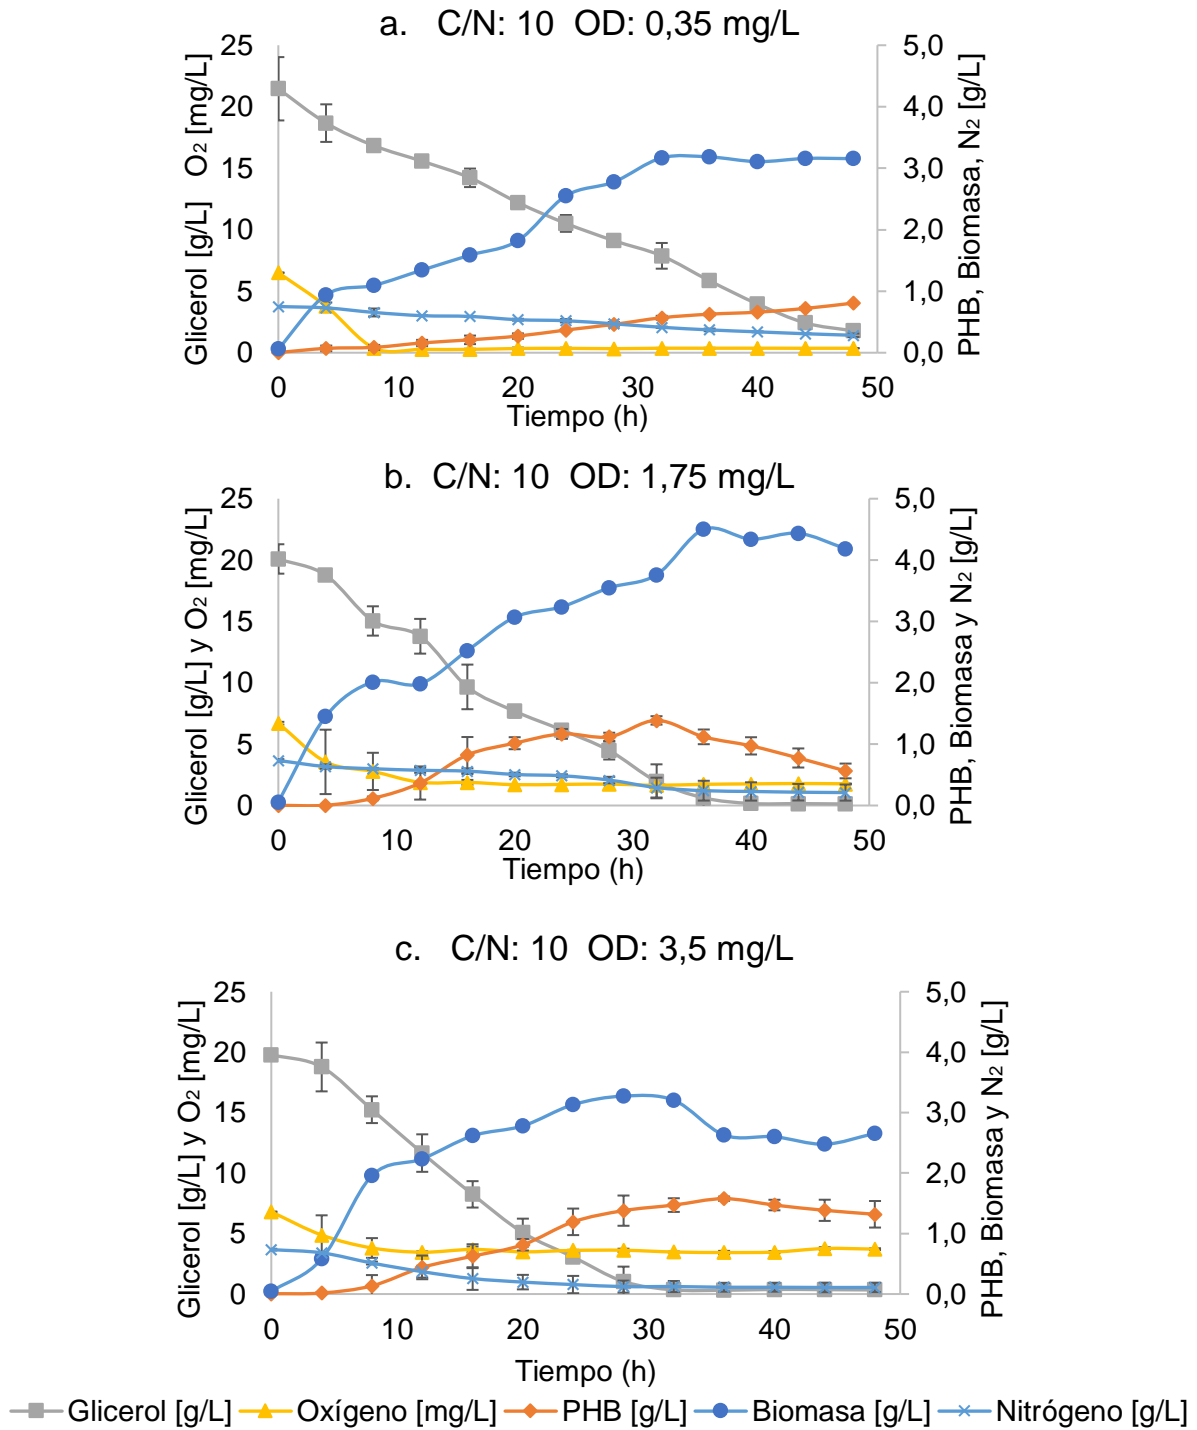 a. C/N: 10 OD: 0,35 mg/L
Glicerol [g/L] O2 [mg/L]
25
20
15
10
5
0
5,0
4,0
3,0
2,0
1,0
0,0
PHB, Biomasa, N2 [g/L]
0 10 20 30 40 50
Tiempo (h)
b. C/N: 10 OD: 1,75 mg/L
Glicerol [g/L] y O2 [mg/L]
25
20
15
10
5
0
5,0
4,0
3,0
2,0
1,0
0,0
PHB, Biomasa y N2 [g/L]
0 10 20 30 40 50
Tiempo (h)
c. C/N: 10 OD: 3,5 mg/L
Glicerol [g/L] y O2 [mg/L]
25
20
15
10
5
0
5,0
4,0
3,0
2,0
1,0
0,0
PHB, Biomasa y N2 [g/L]
0 10 20 30 40 50
Tiempo (h)
Glicerol [g/L] Oxígeno [mg/L] PHB [g/L] Biomasa [g/L] Nitrógeno [g/L]